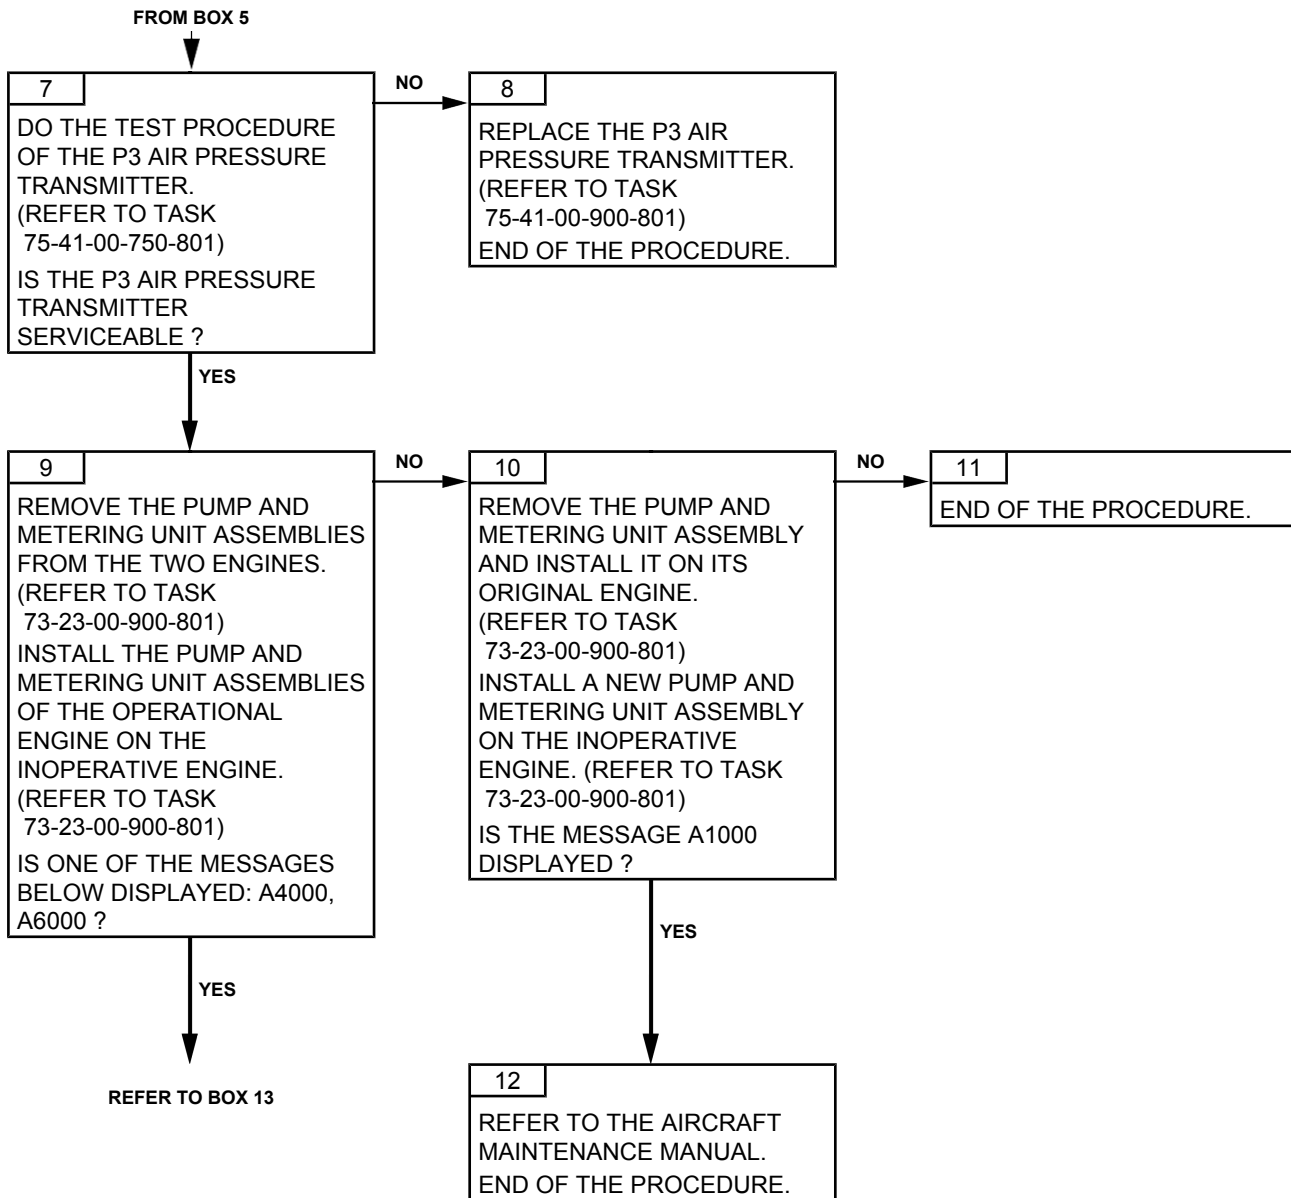 FROM BOX 5
7
DO THE TEST PROCEDURE
OF THE P3 AIR PRESSURE
TRANSMITTER.
(REFER TO TASK
75-41-00-750-801)
IS THE P3 AIR PRESSURE
TRANSMITTER
SERVICEABLE ?
NO
8
REPLACE THE P3 AIR
PRESSURE TRANSMITTER.
(REFER TO TASK
75-41-00-900-801)
END OF THE PROCEDURE.
YES
9
REMOVE THE PUMP AND
METERING UNIT ASSEMBLIES
FROM THE TWO ENGINES.
(REFER TO TASK
73-23-00-900-801)
INSTALL THE PUMP AND
METERING UNIT ASSEMBLIES
OF THE OPERATIONAL
ENGINE ON THE
INOPERATIVE ENGINE.
(REFER TO TASK
73-23-00-900-801)
IS ONE OF THE MESSAGES
BELOW DISPLAYED: A4000,
A6000 ?
NO
10
REMOVE THE PUMP AND
METERING UNIT ASSEMBLY
AND INSTALL IT ON ITS
ORIGINAL ENGINE.
(REFER TO TASK
73-23-00-900-801)
INSTALL A NEW PUMP AND
METERING UNIT ASSEMBLY
ON THE INOPERATIVE
ENGINE. (REFER TO TASK
73-23-00-900-801)
IS THE MESSAGE A1000
DISPLAYED ?
NO
11
END OF THE PROCEDURE.
YES
REFER TO BOX 13
YES
12
REFER TO THE AIRCRAFT
MAINTENANCE MANUAL.
END OF THE PROCEDURE.